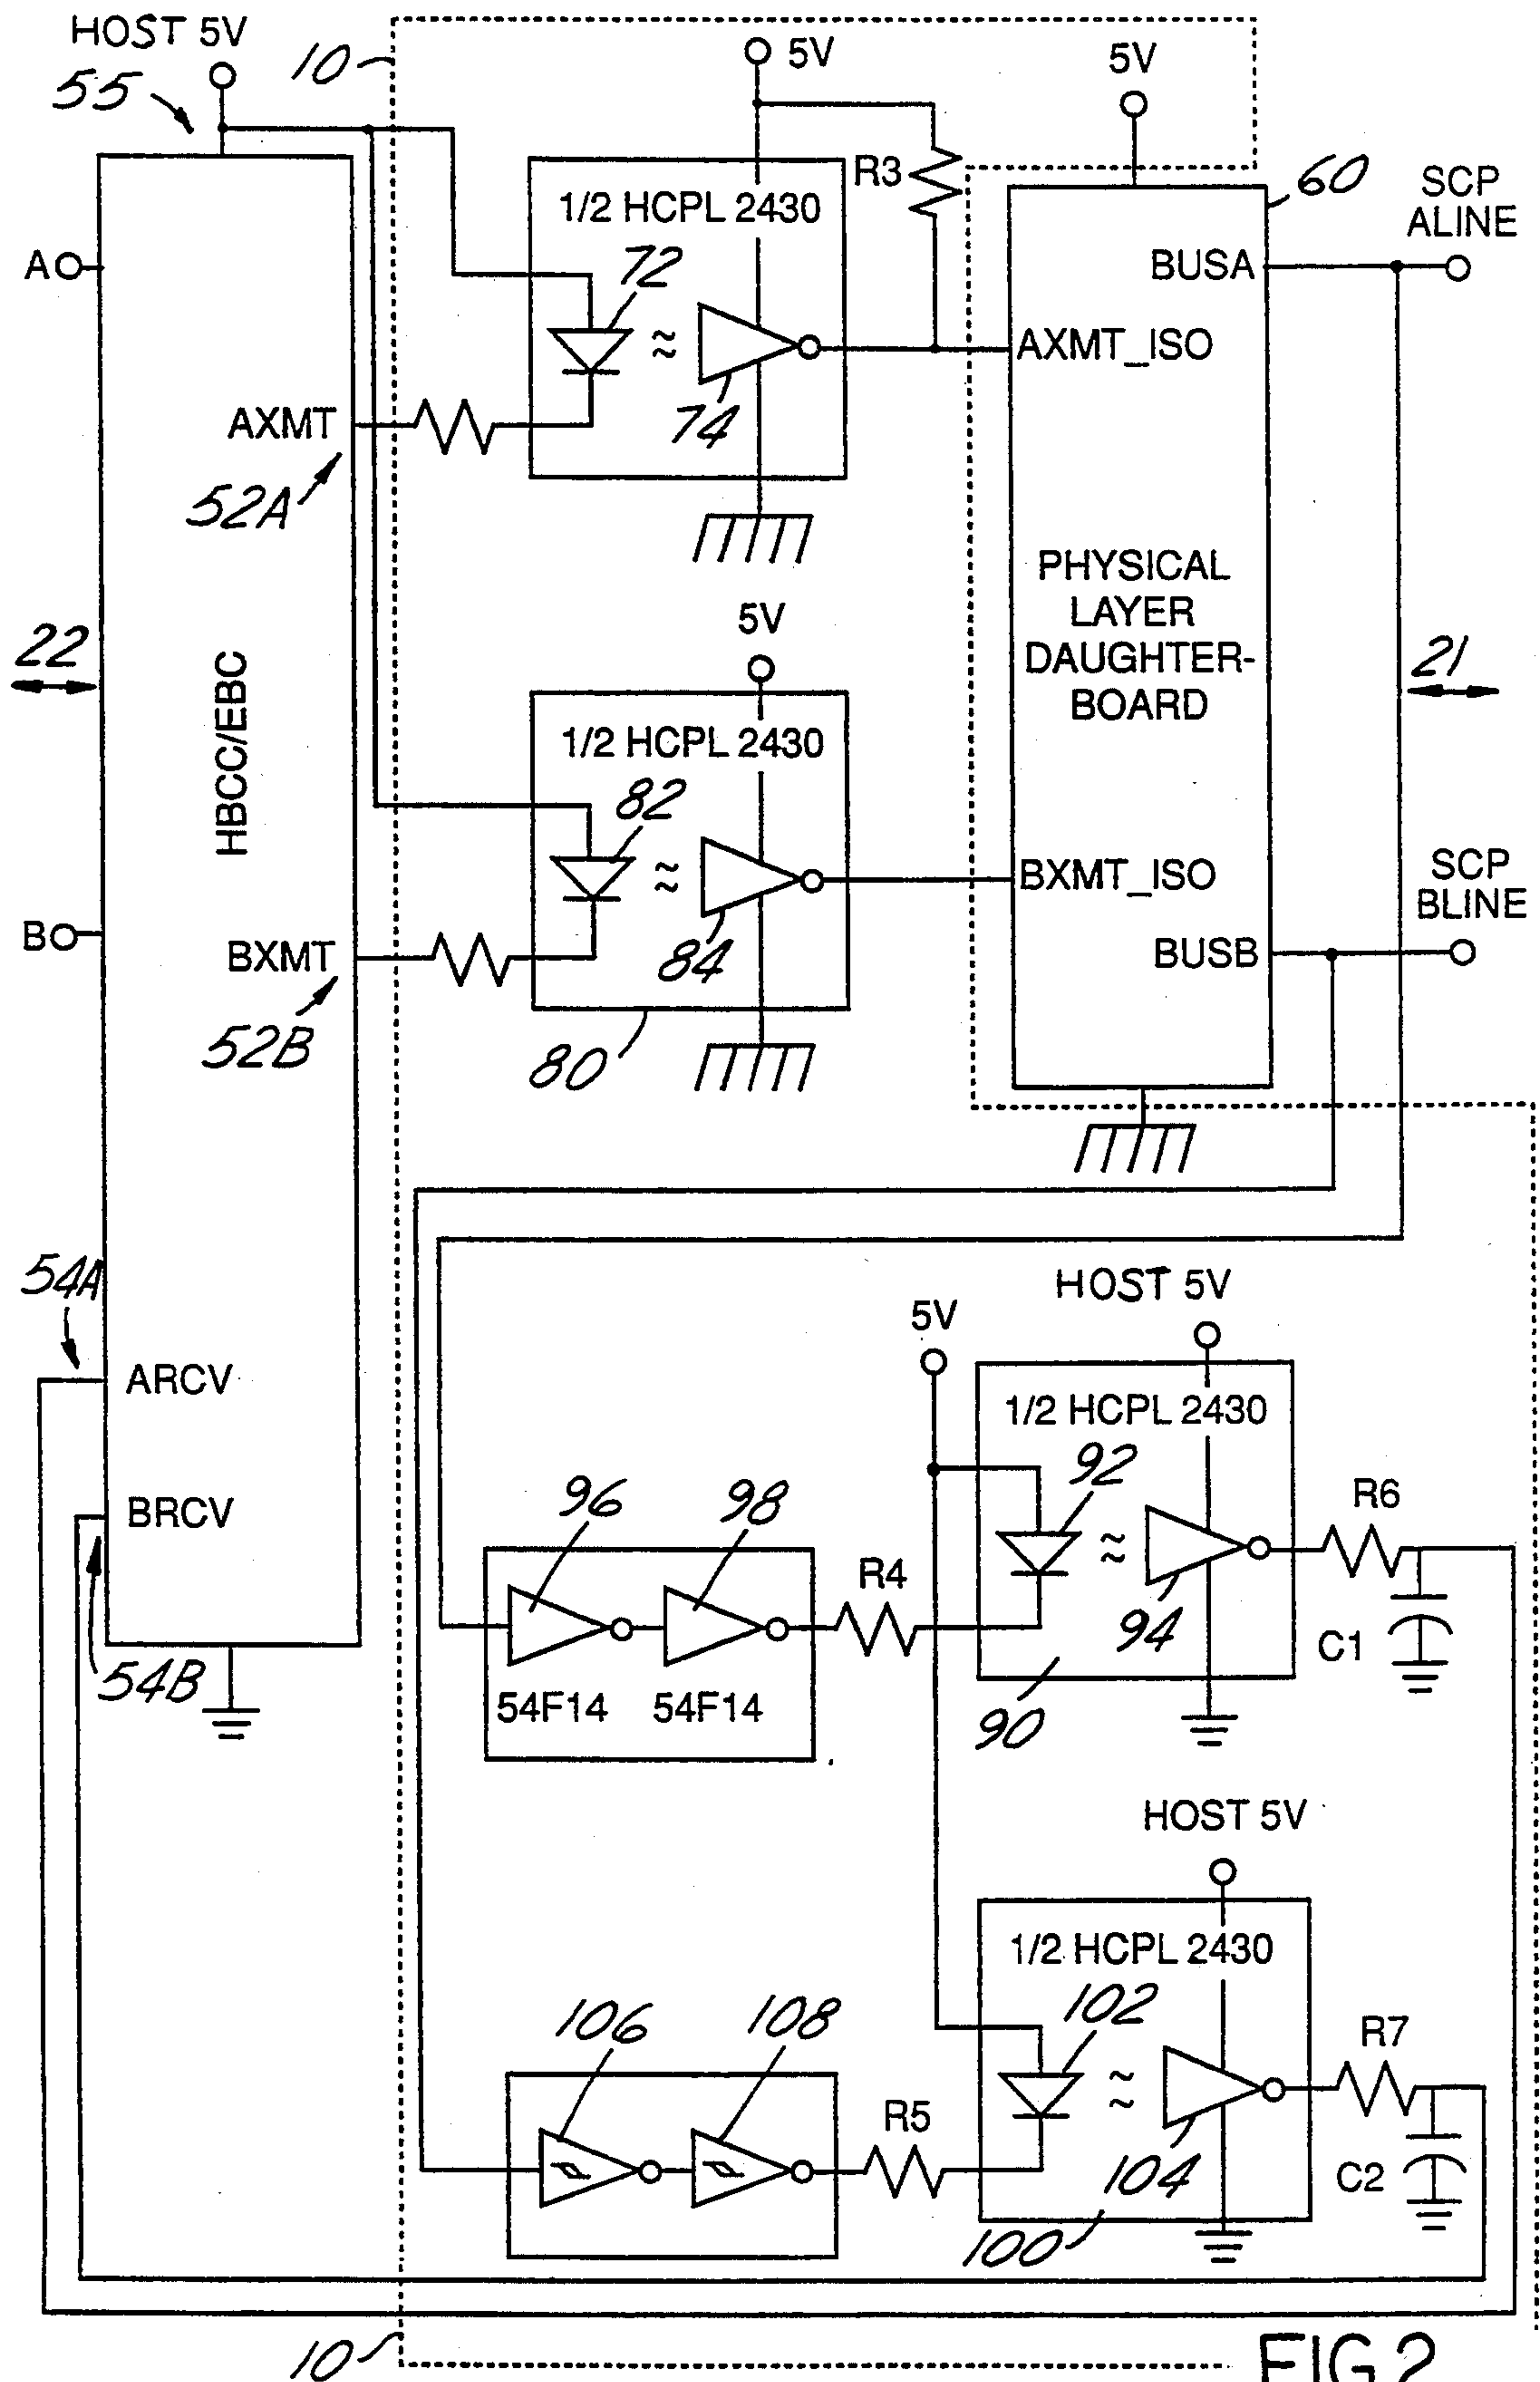 HOST 5V
10
5V
5V
55
R3
60
SCP
ALINE
1/2 HCPL 2430
72
BUSA
A
AXMT_ISO
AXMT
74
52A
PHYSICAL
LAYER
DAUGHTER-
BOARD
5V
22
21
HBCC/EBC
1/2 HCPL 2430
82
SCP
BLINE
BXMT_ISO
B
BXMT
84
BUSB
52B
80
54A
HOST 5V
5V
ARCV
1/2 HCPL 2430
92
96
98
R6
BRCV
R4
94
C1
54B
54F14
54F14
90
HOST 5V
1/2 HCPL 2430
106
108
102
R7
R5
104
C2
100
10
FIG.2